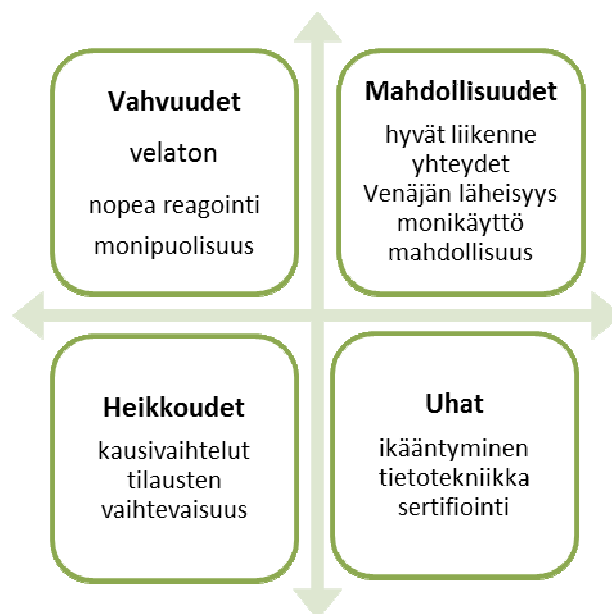 Vahvuudet
velaton
nopea reagointi
monipuolisuus
Mahdollisuudet
hyvät liikenne
yhteydet
Venäjän läheisyys
monikäyttö
mahdollisuus
Heikkoudet
kausivaihtelut
tilausten
vaihtevaisuus
Uhat
ikääntyminen
tietotekniikka
sertifiointi